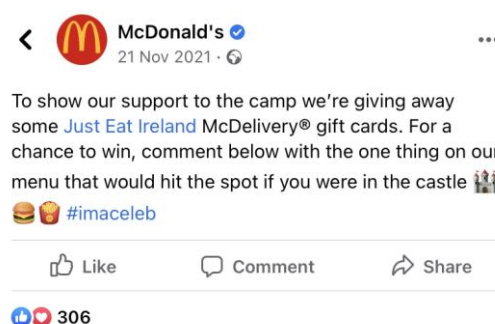 McDonald's
21 Nov 2021 ·
To show our support to the camp we're giving away
some Just Eat Ireland McDelivery® gift cards. For a
chance to win, comment below with the one thing on our
menu that would hit the spot if you were in the castle 🏰
🍔🍟 #imaceleb
Like Comment Share
306